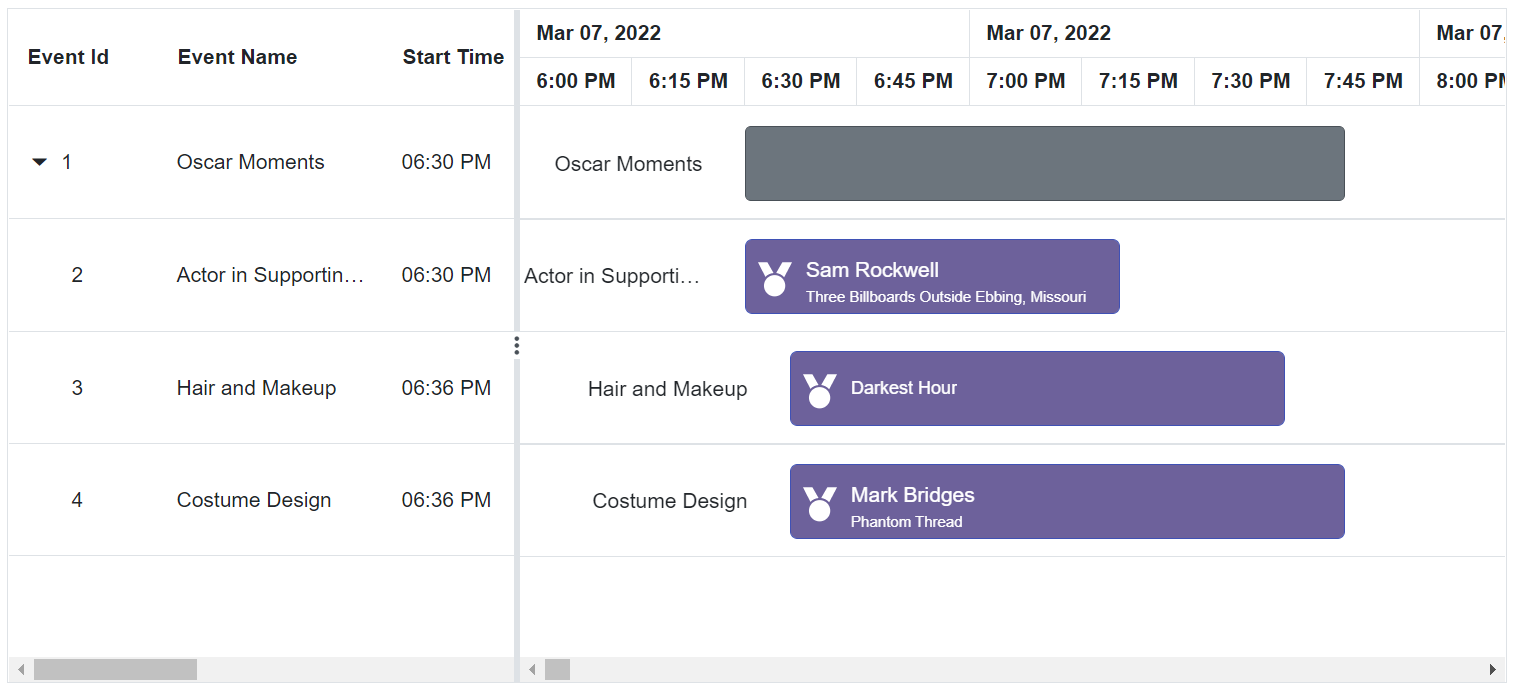 Event Id Event Name Start Time
Mar 07, 2022 Mar 07, 2022 Mar 07,
6:00 PM 6:15 PM 6:30 PM 6:45 PM 7:00 PM 7:15 PM 7:30 PM 7:45 PM 8:00 PM
1 Oscar Moments 06:30 PM Oscar Moments
2 Actor in Supportin… 06:30 PM Actor in Supporti… Sam Rockwell
Three Billboards Outside Ebbing, Missouri
3 Hair and Makeup 06:36 PM Hair and Makeup Darkest Hour
4 Costume Design 06:36 PM Costume Design Mark Bridges
Phantom Thread